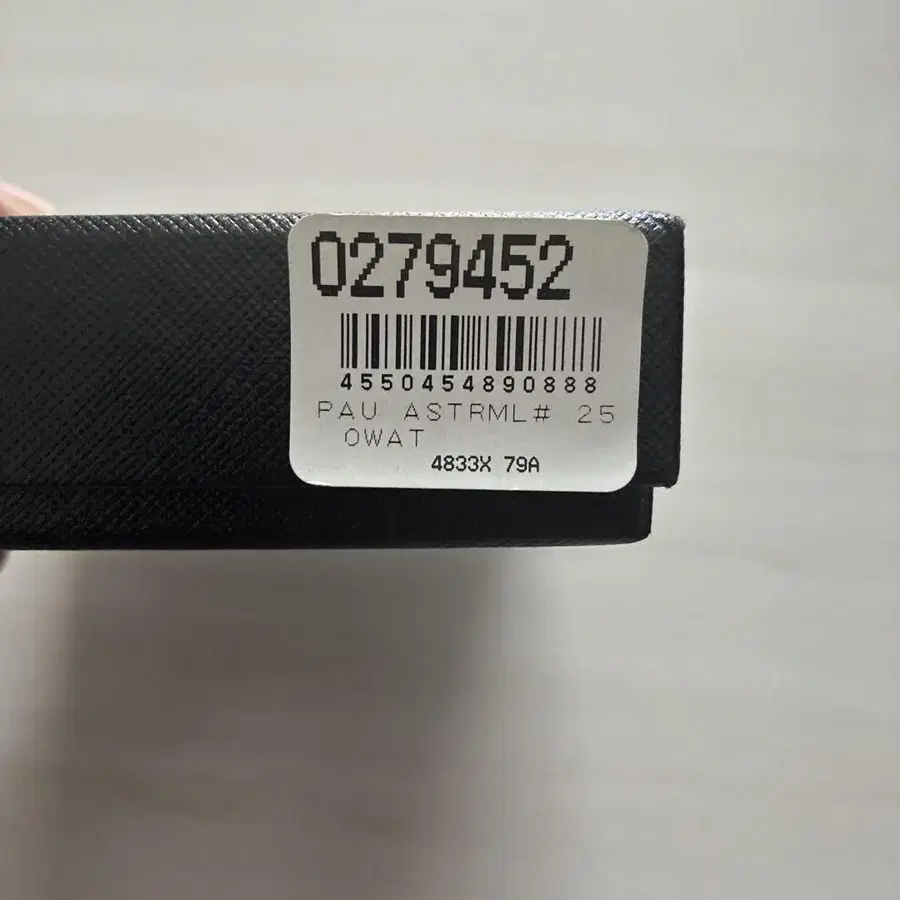 0279452
4550454890888
PAU ASTRML# 25
OWAT
4833X 79A